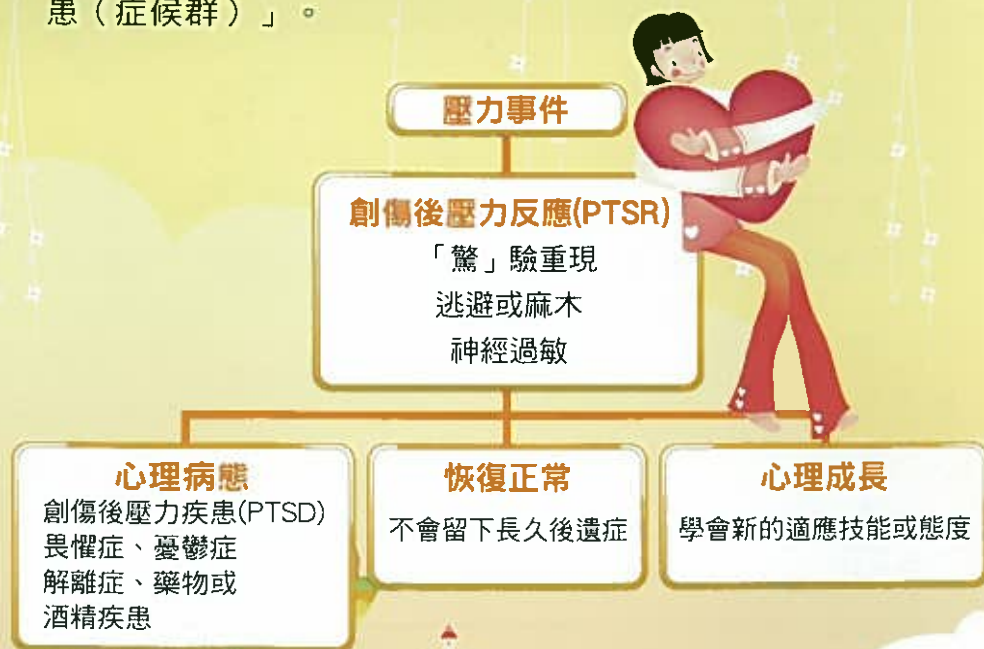 患（症候群）」。
壓力事件
創傷後壓力反應(PTSR)
「驚」驗重現
逃避或麻木
神經過敏
心理病態
創傷後壓力疾患(PTSD)
畏懼症、憂鬱症
解離症、藥物或
酒精疾患
恢復正常
不會留下長久後遺症
心理成長
學會新的適應技能或態度